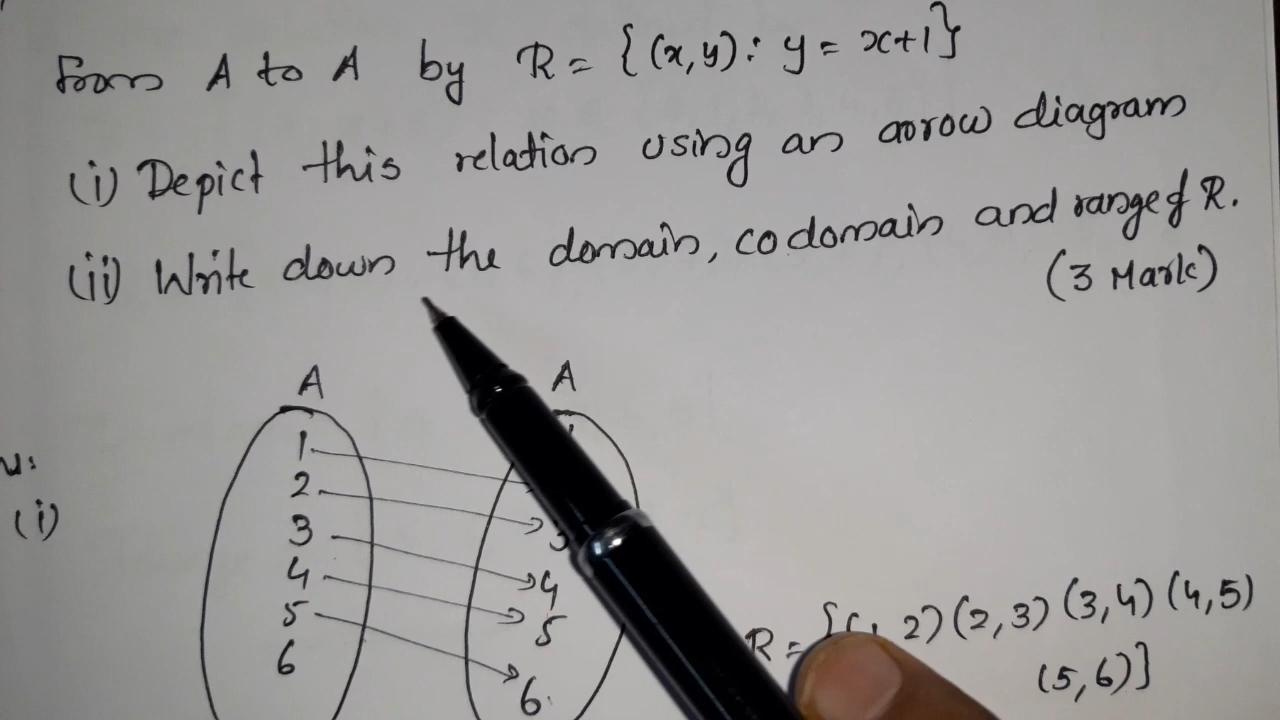 from A to A by R = {(x,y): y = x+1}
(i) Depict this relation using an arrow diagram
(ii) Write down the domain, codomain and range of R.
(3 Mark)
A A
1
2
3 3
4 4
5 5
6 6
(i)
R = {( , 2) (2,3) (3,4) (4,5)
(5,6)}